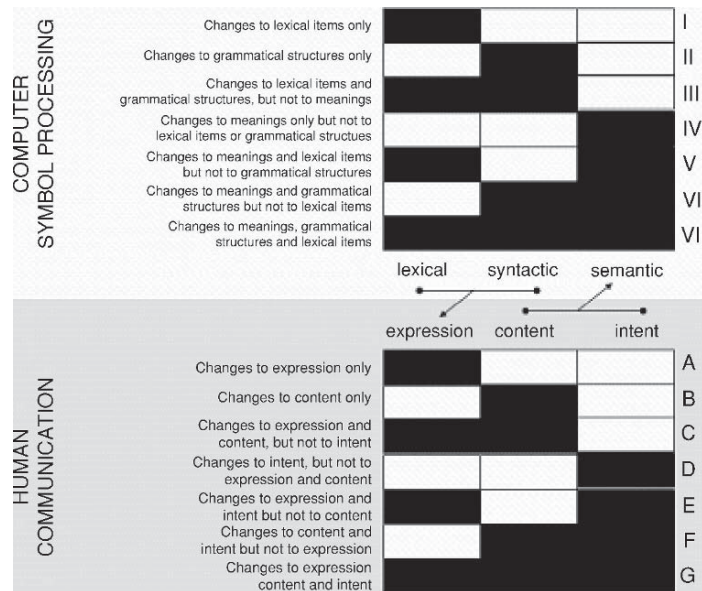 COMPUTER
SYMBOL PROCESSING
Changes to lexical items only
I
Changes to grammatical structures only
II
Changes to lexical items and
grammatical structures, but not to meanings
III
Changes to meanings only but not to
lexical items or grammatical structues
IV
Changes to meanings and lexical items
but not to grammatical structures
V
Changes to meanings and grammatical
structures but not to lexical items
VI
Changes to meanings, grammatical
structures and lexical items
VI
lexical syntactic semantic
expression content intent
HUMAN
COMMUNICATION
Changes to expression only
A
Changes to content only
B
Changes to expression and
content, but not to intent
C
Changes to intent, but not to
expression and content
D
Changes to expression and
intent but not to content
E
Changes to content and
intent but not to expression
F
Changes to expression
content and intent
G